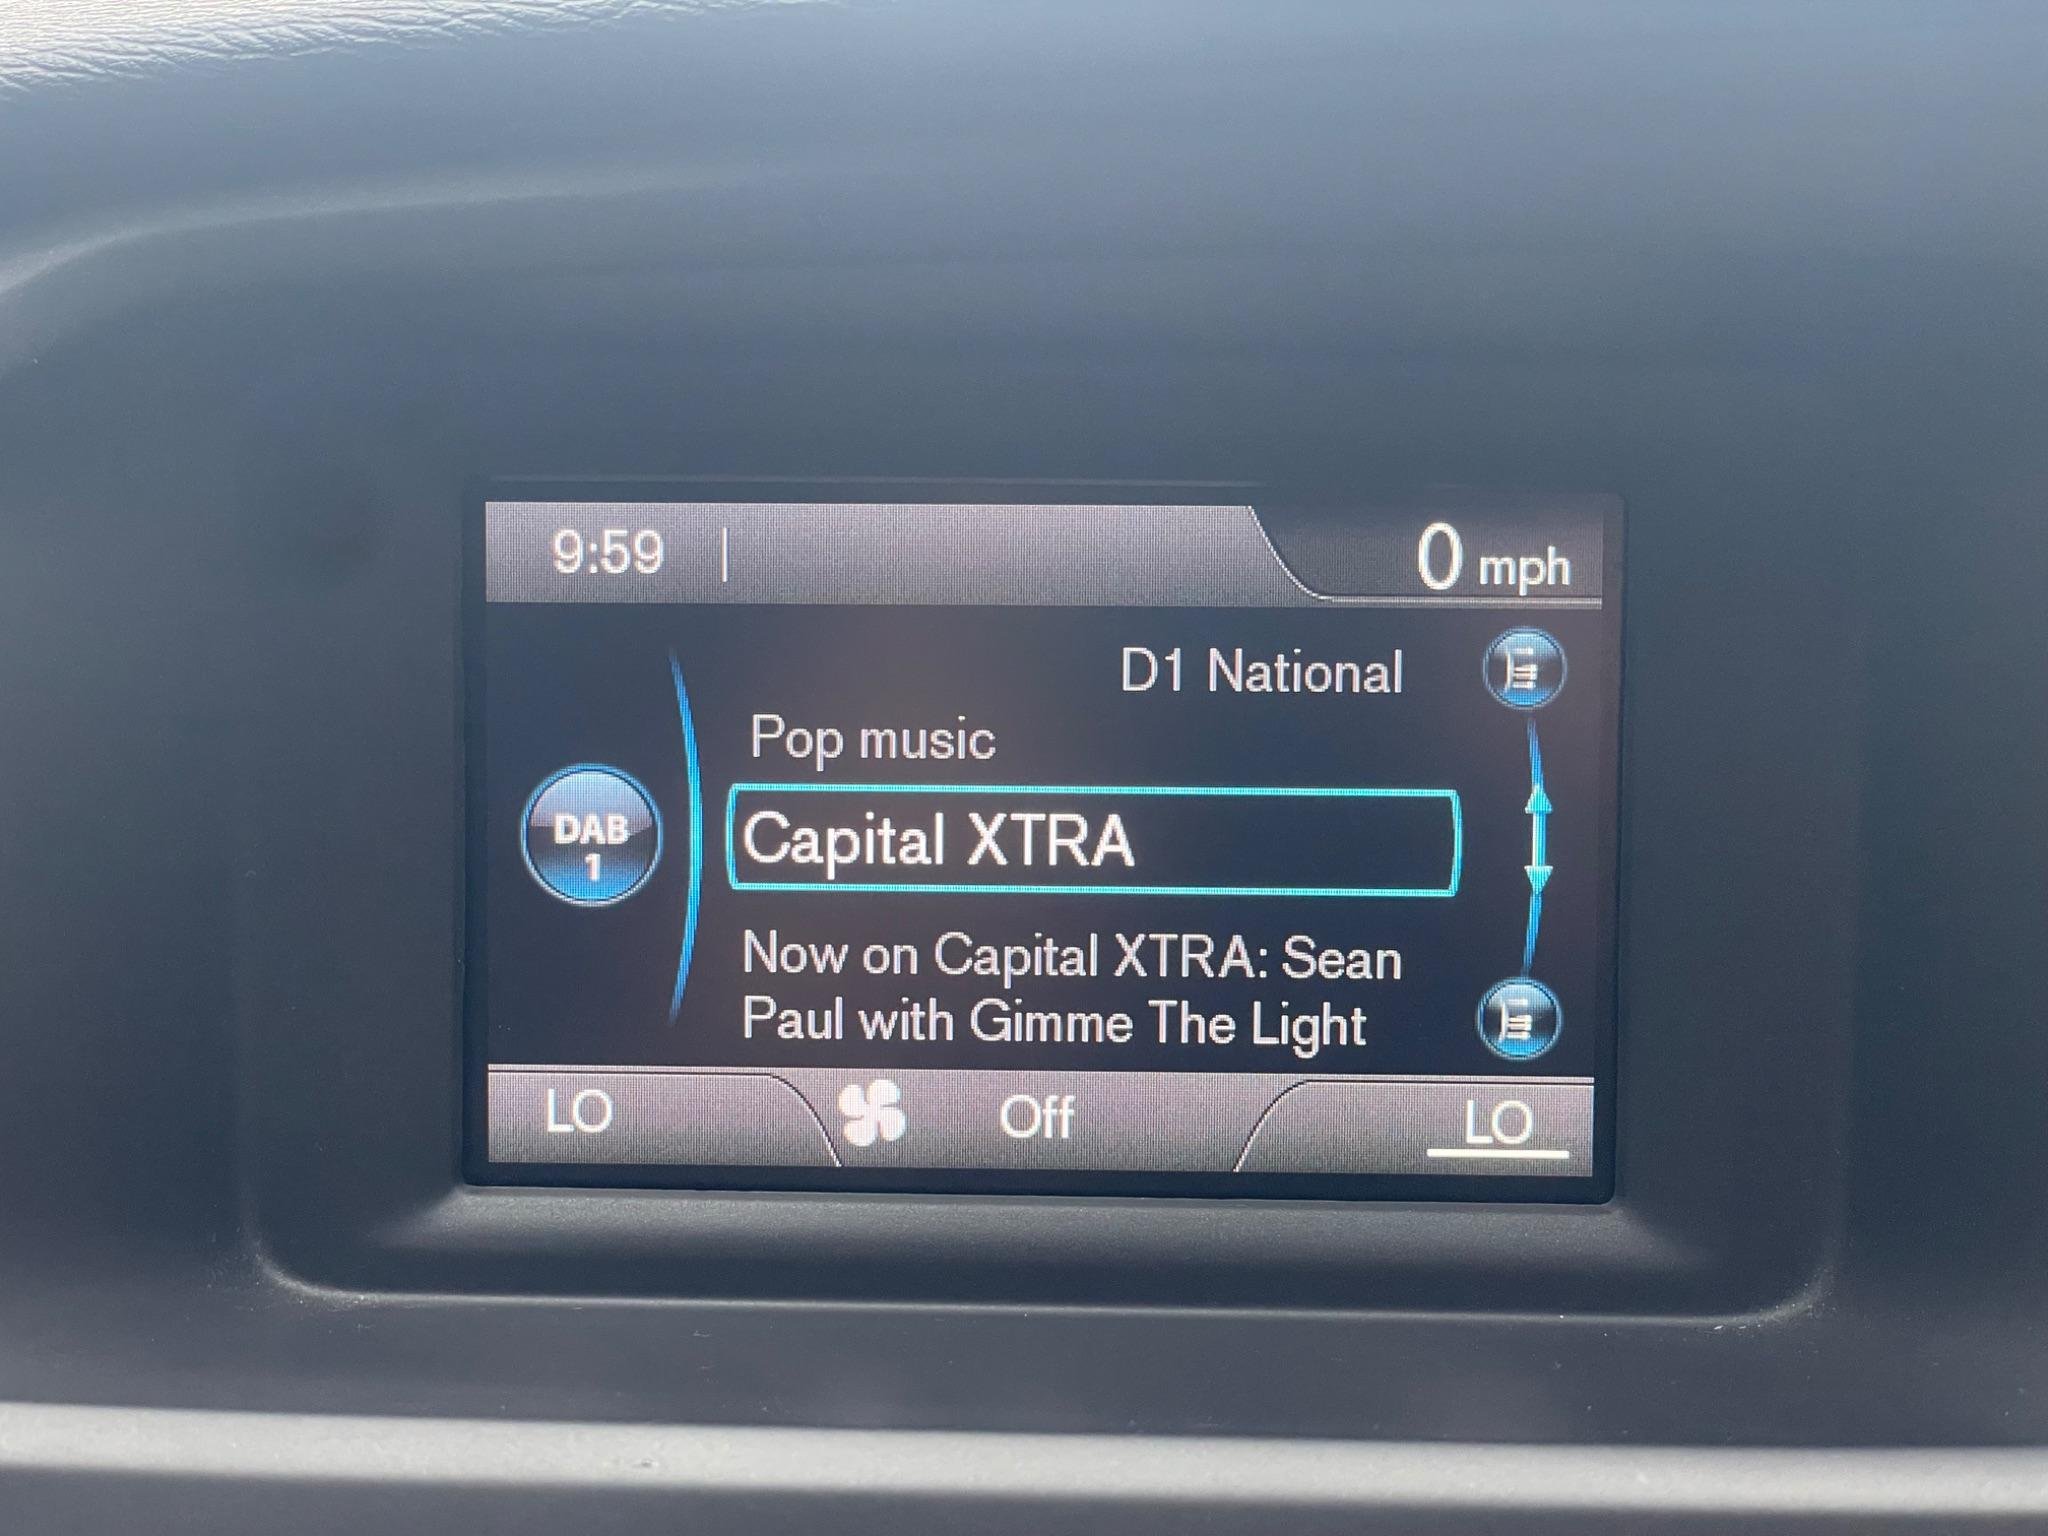 9:59
0 mph
D1 National
Pop music
DAB
1
Capital XTRA
Now on Capital XTRA: Sean
Paul with Gimme The Light
LO
Off
LO